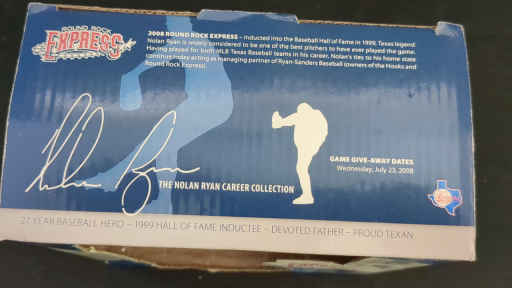 ROUND ROCK
EXPRESS
2008 ROUND ROCK EXPRESS – inducted into the Baseball Hall of Fame in 1999, Texas legend
Nolan Ryan is widely considered to be one of the best pitchers to have ever played the game.
Having played for both MLB Texas Baseball teams in his career, Nolan's ties to his home state
continue today acting as managing partner of Ryan-Sanders Baseball (owners of the Hooks and
Round Rock Express).
Nolan Ryan
THE NOLAN RYAN CAREER COLLECTION
GAME GIVE-AWAY DATES
Wednesday, July 23, 2008
27 YEAR BASEBALL HERO – 1999 HALL OF FAME INDUCTEE – DEVOTED FATHER – PROUD TEXAN